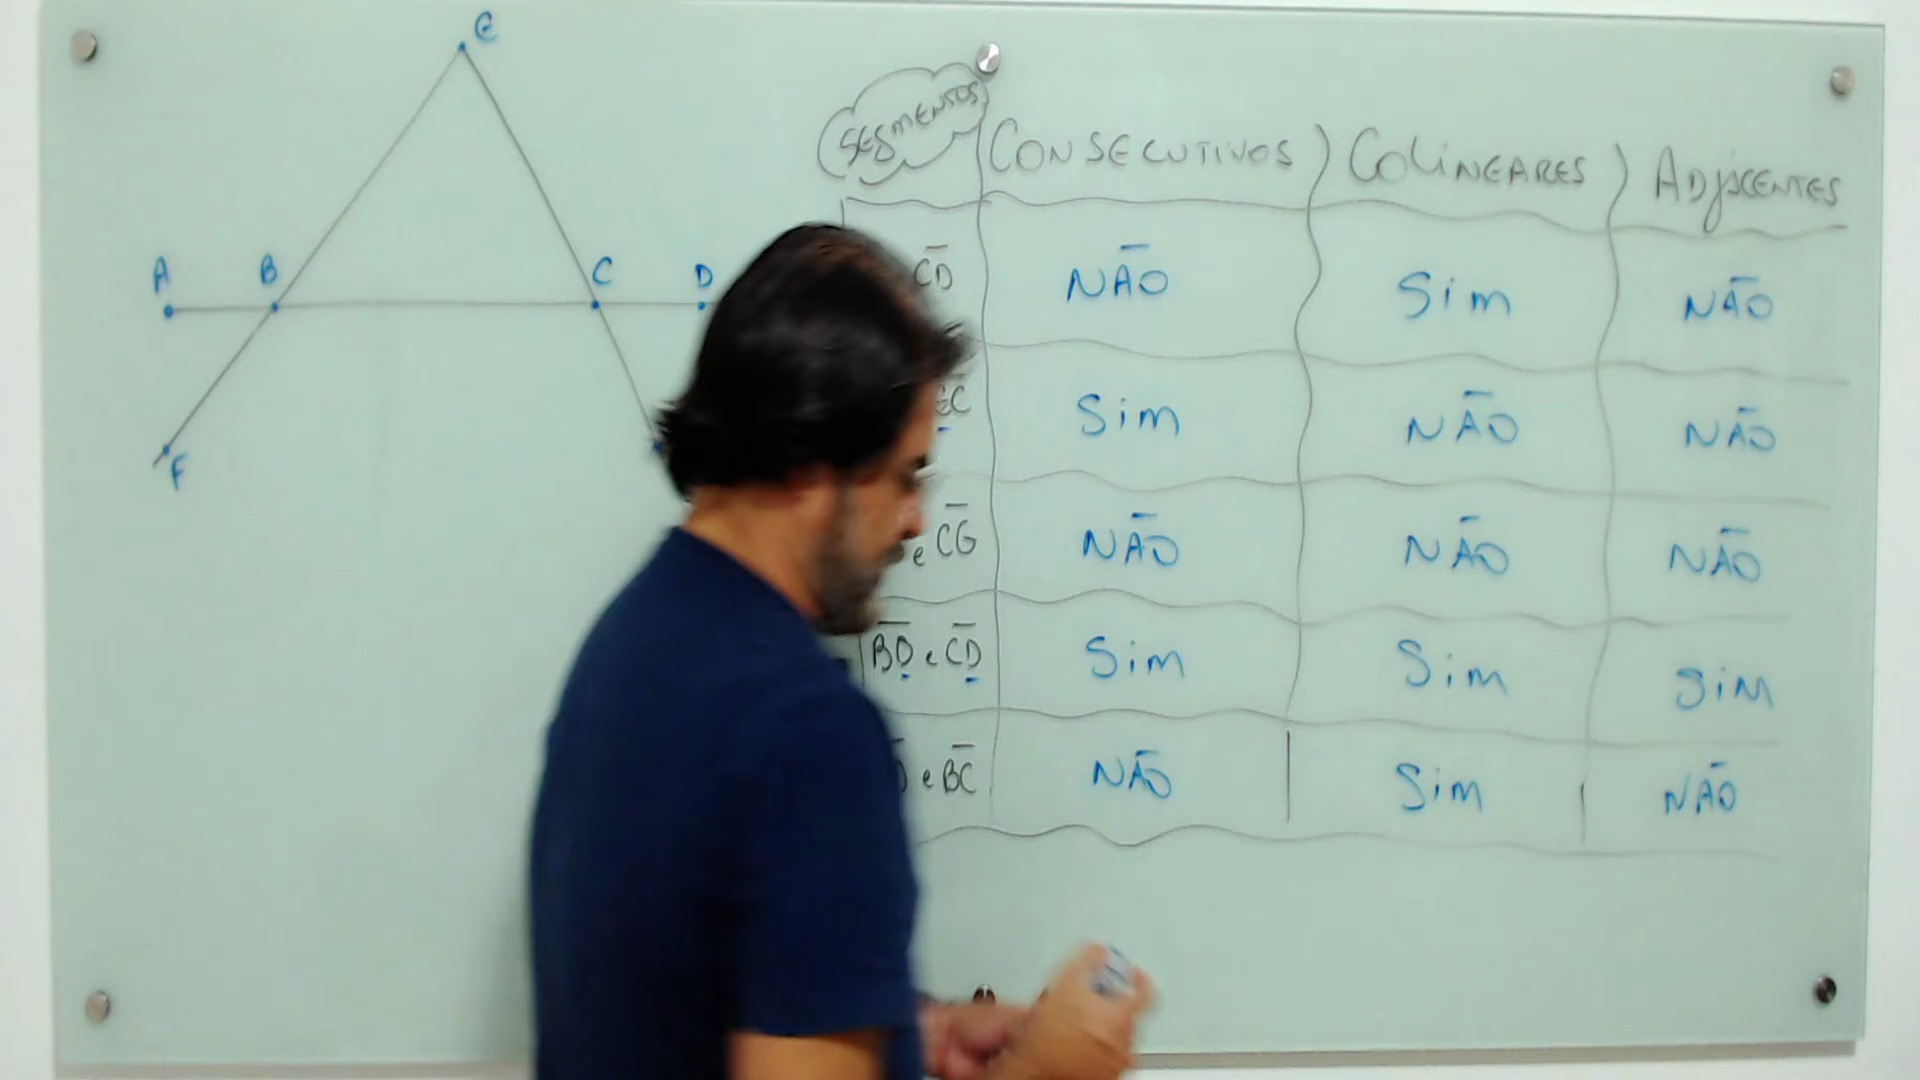 E
SEGMENTOS CONSECUTIVOS COLINEARES ADJACENTES
A B C D
CD NÃO Sim NÃO
EC Sim NÃO NÃO
F
e CG NÃO NÃO NÃO
BD e CD Sim Sim SiM
e BC NÃO Sim NÃO